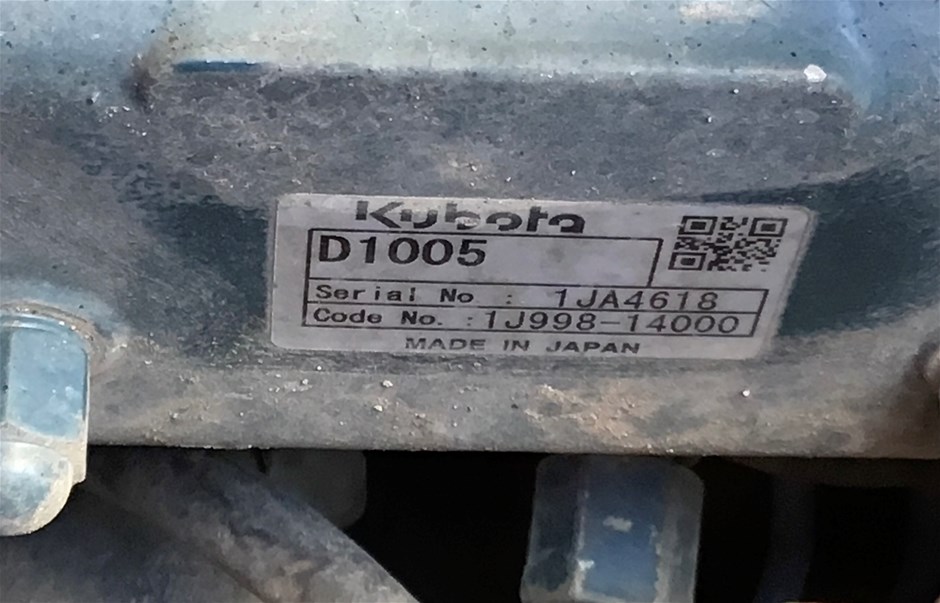 Kubota
D1005
Serial No : 1JA4618
Code No. : 1J998-14000
MADE IN JAPAN